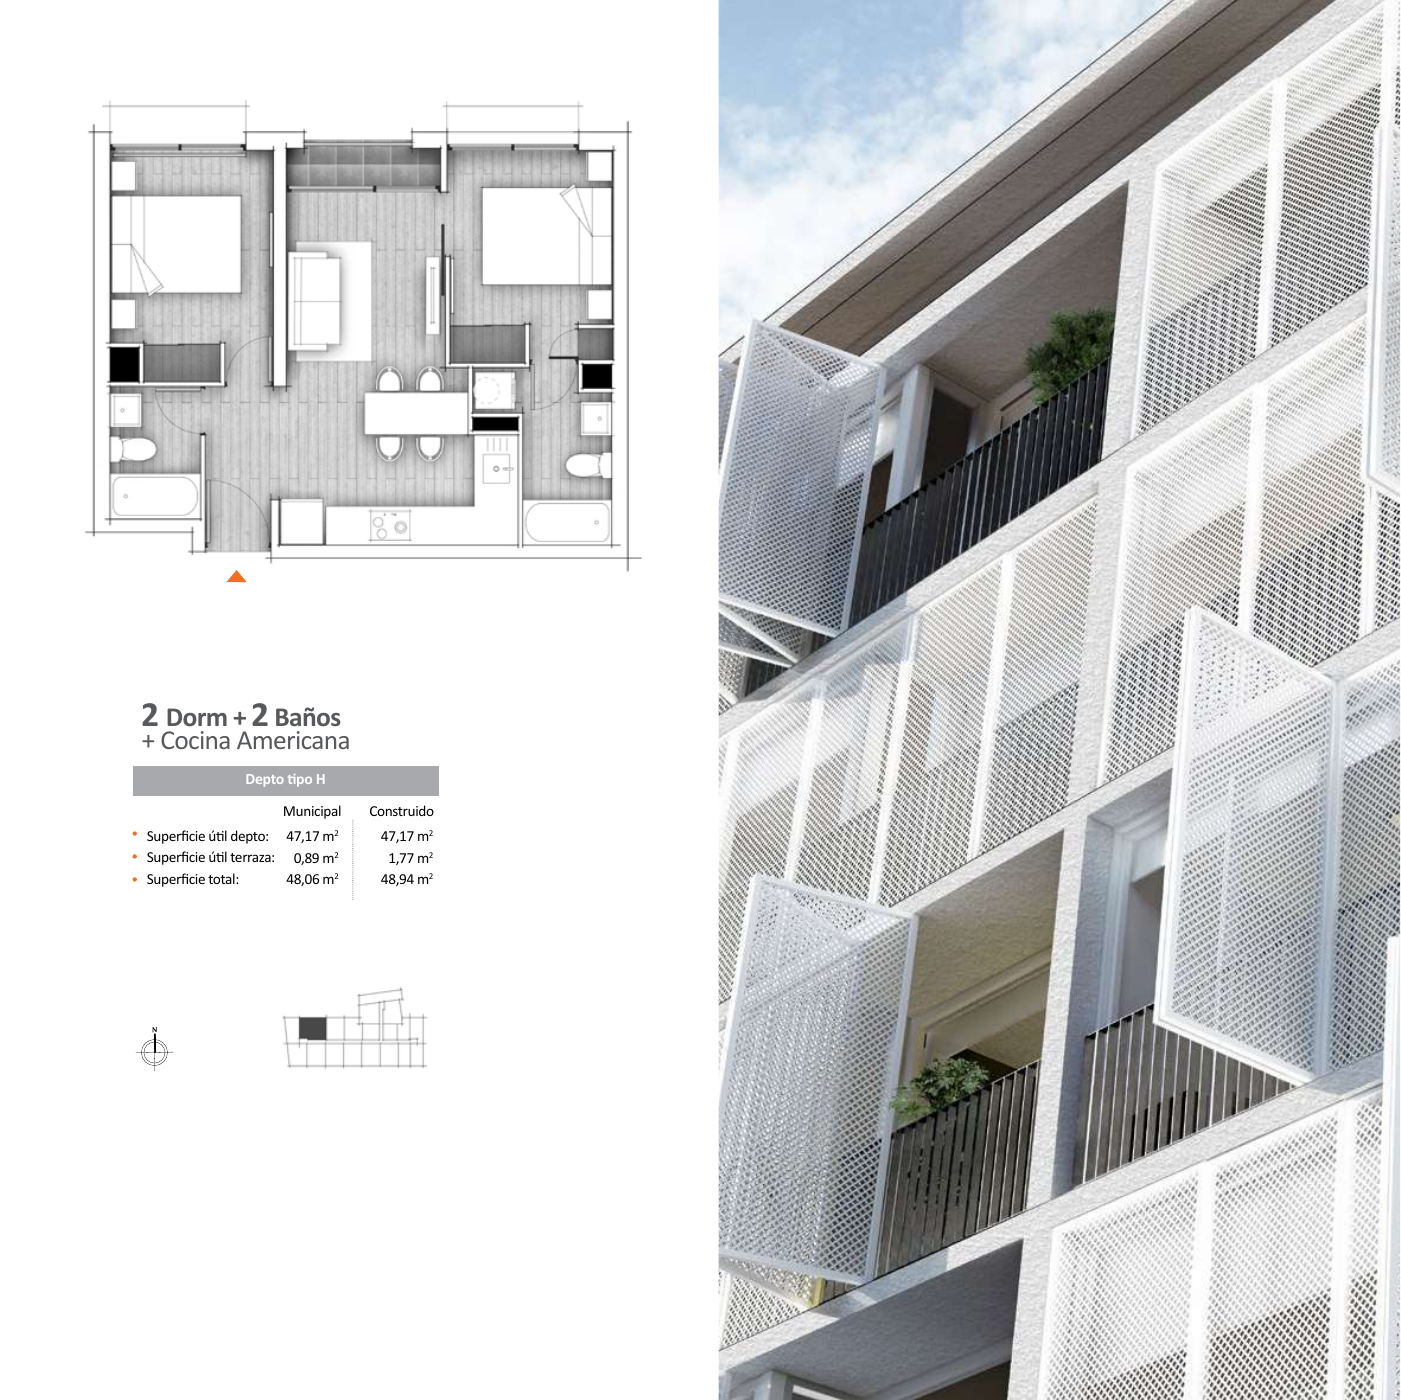 2 Dorm + 2 Baños
+ Cocina Americana
Depto tipo H
Municipal Construido
• Superficie útil depto: 47,17 m² 47,17 m²
• Superficie útil terraza: 0,89 m² 1,77 m²
• Superficie total: 48,06 m² 48,94 m²
N